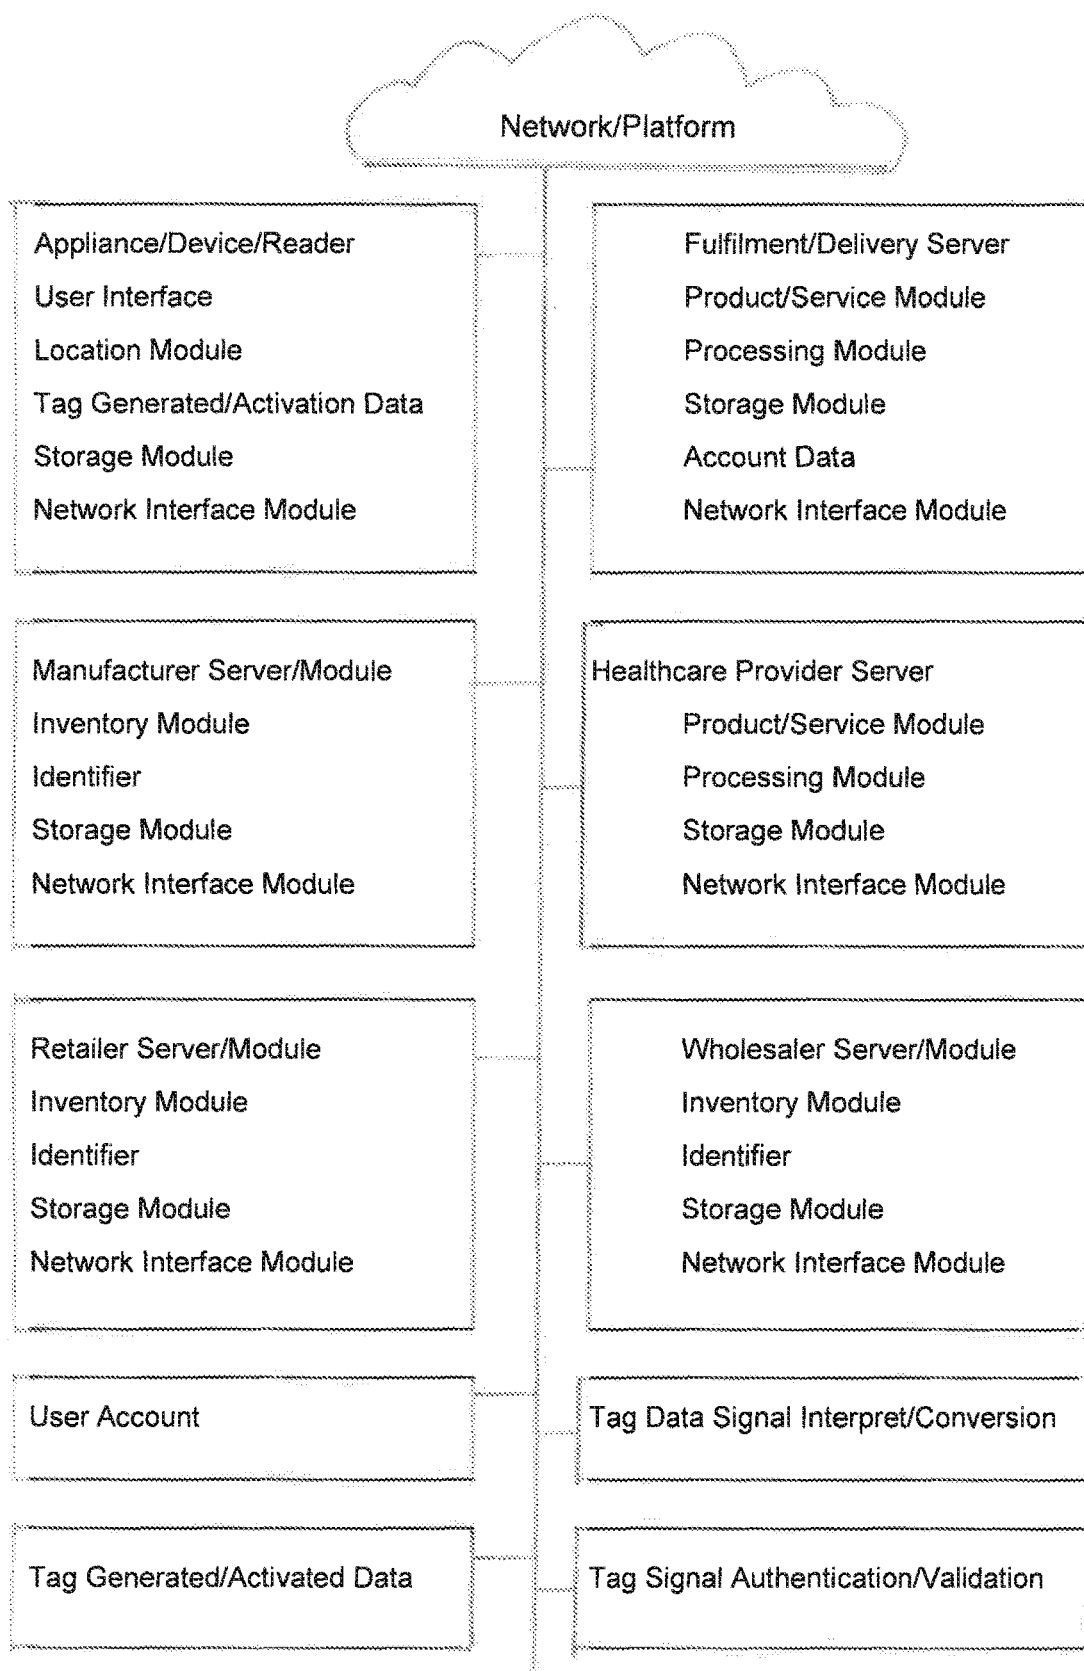 Network/Platform
Appliance/Device/Reader
User Interface
Location Module
Tag Generated/Activation Data
Storage Module
Network Interface Module
Fulfilment/Delivery Server
Product/Service Module
Processing Module
Storage Module
Account Data
Network Interface Module
Manufacturer Server/Module
Inventory Module
Identifier
Storage Module
Network Interface Module
Healthcare Provider Server
Product/Service Module
Processing Module
Storage Module
Network Interface Module
Retailer Server/Module
Inventory Module
Identifier
Storage Module
Network Interface Module
Wholesaler Server/Module
Inventory Module
Identifier
Storage Module
Network Interface Module
User Account
Tag Data Signal Interpret/Conversion
Tag Generated/Activated Data
Tag Signal Authentication/Validation